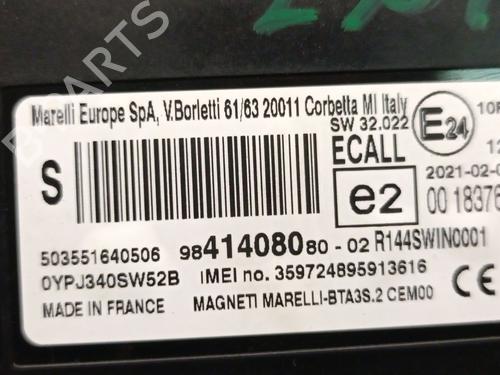 B PARTS
Marelli Europe SpA, V.Borletti 61/63 20011 Corbetta MI Italy
SW 32.022
E24
10R
S
ECALL
e2
2021-02-0
00 18376
503551640506
9841408080-02
R144SWIN0001
0YPJ340SW52B
IMEI no. 359724895913616
MADE IN FRANCE
MAGNETI MARELLI-BTA3S.2 CEM00
CE